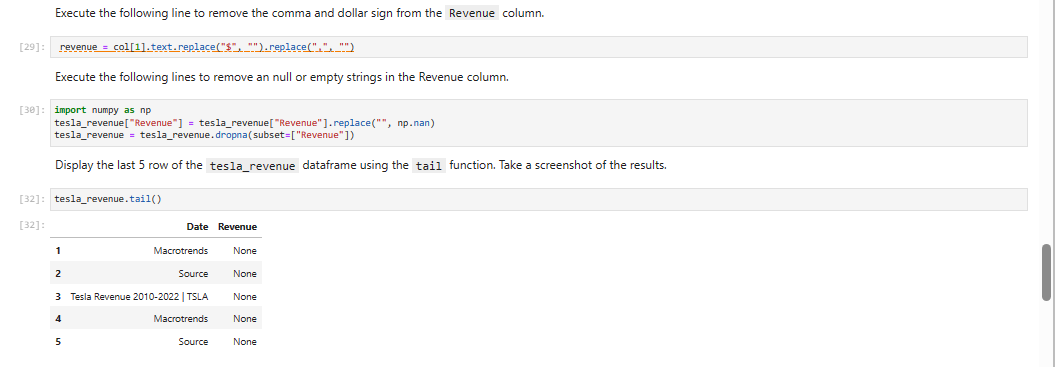 Execute the following line to remove the comma and dollar sign from the Revenue column.
[29]: revenue = col[1].text.replace("$", "").replace(",", "")
Execute the following lines to remove an null or empty strings in the Revenue column.
[30]: import numpy as np
tesla_revenue["Revenue"] = tesla_revenue["Revenue"].replace("", np.nan)
tesla_revenue = tesla_revenue.dropna(subset=["Revenue"])
Display the last 5 row of the tesla_revenue dataframe using the tail function. Take a screenshot of the results.
[32]: tesla_revenue.tail()
[32]: Date Revenue
1 Macrotrends None
2 Source None
3 Tesla Revenue 2010-2022 | TSLA None
4 Macrotrends None
5 Source None